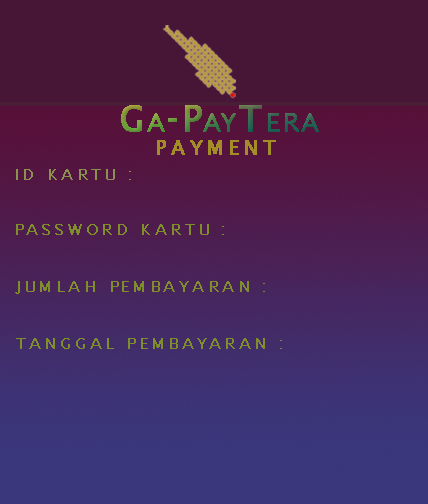 GA-PAYTERA
PAYMENT
ID KARTU :
PASSWORD KARTU :
JUMLAH PEMBAYARAN :
TANGGAL PEMBAYARAN :